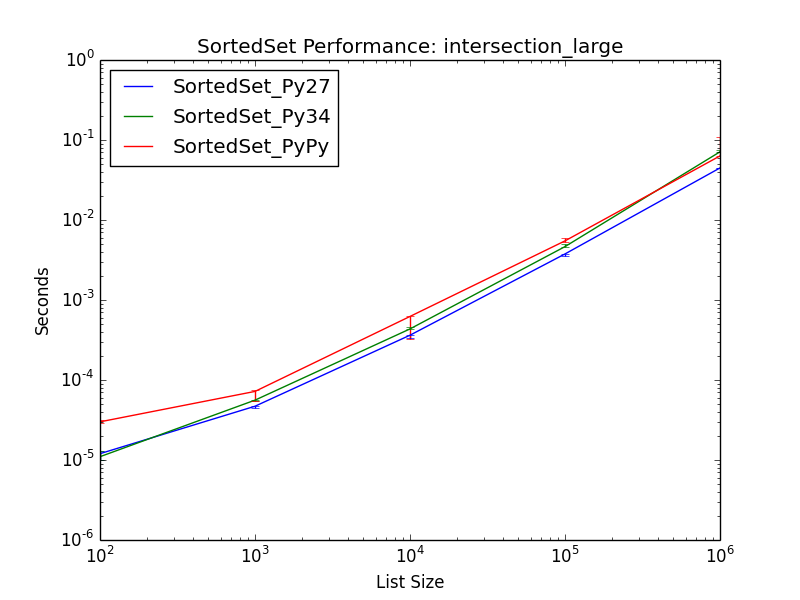 SortedSet Performance: intersection_large
10^0
SortedSet_Py27
SortedSet_Py34
SortedSet_PyPy
10^-1
10^-2
10^-3
10^-4
10^-5
10^-6
Seconds
10^2 10^3 10^4 10^5 10^6
List Size